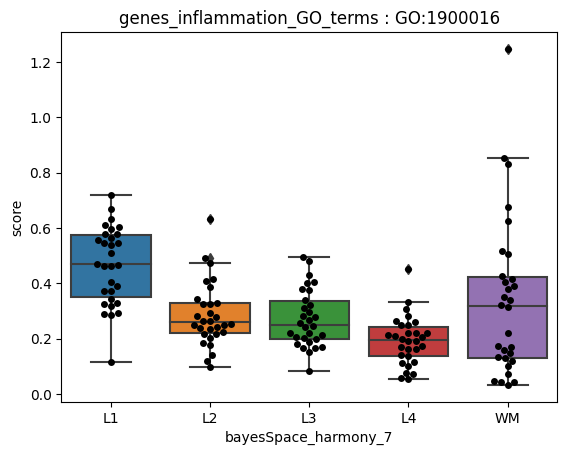 genes_inflammation_GO_terms : GO:1900016
score
1.2
1.0
0.8
0.6
0.4
0.2
0.0
L1 L2 L3 L4 WM
bayesSpace_harmony_7